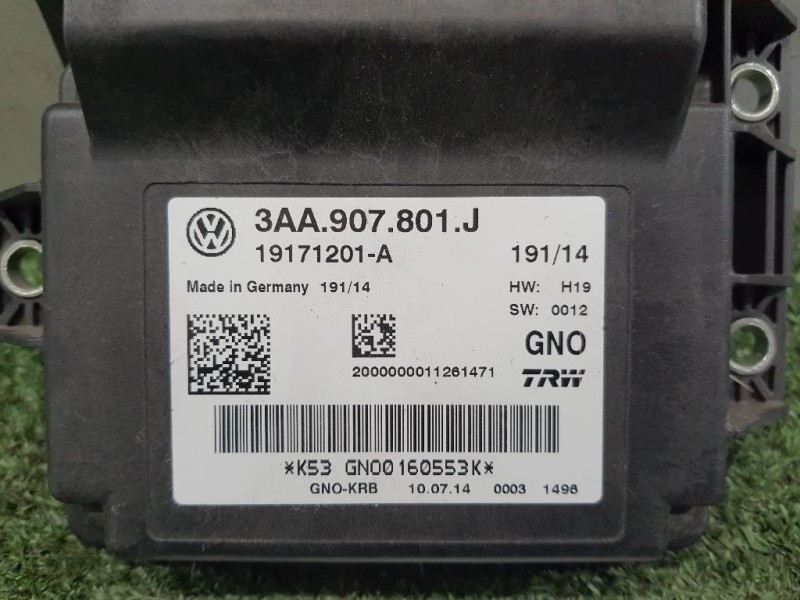 3AA.907.801.J
19171201-A 191/14
Made in Germany 191/14 HW: H19
SW: 0012
GNO
2000000011261471 TRW
*K53 GNO0160553K*
GNO-KRB 10.07.14 0003 1496